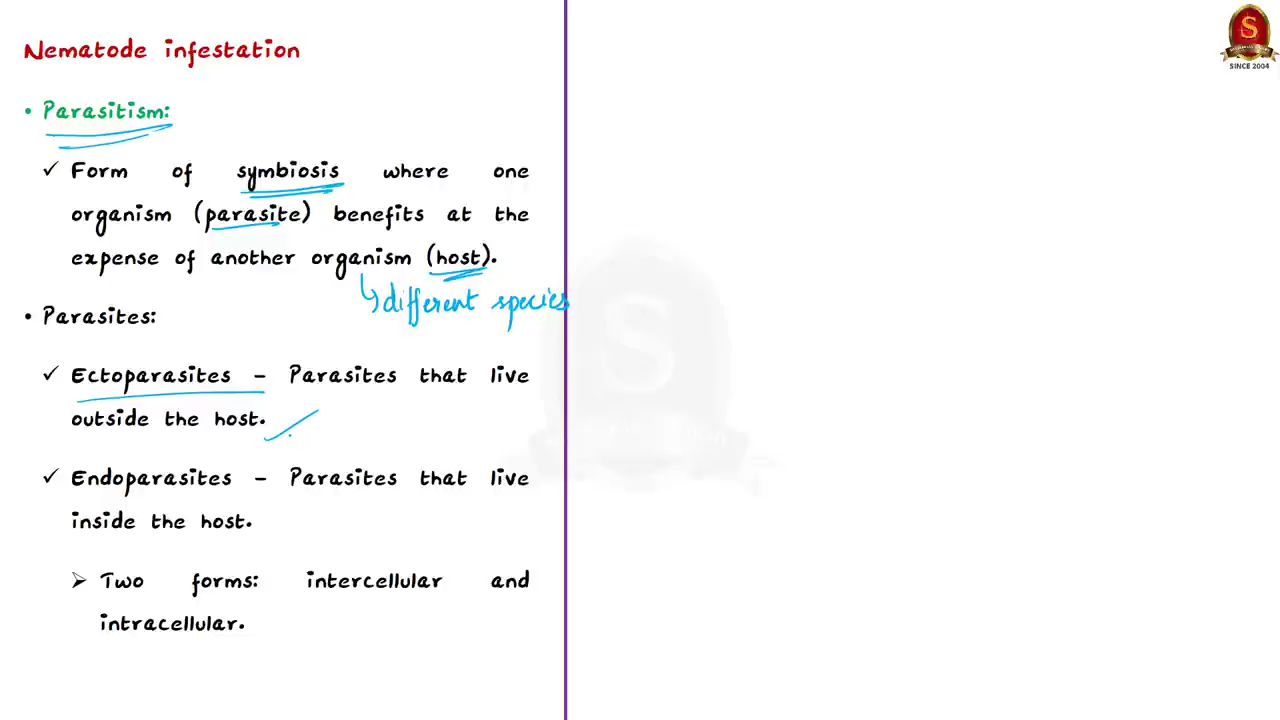 Nematode infestation
• Parasitism:
✓ Form of symbiosis where one
organism (parasite) benefits at the
expense of another organism (host).
different species
• Parasites:
✓ Ectoparasites - Parasites that live
outside the host.
✓ Endoparasites - Parasites that live
inside the host.
➢ Two forms: intercellular and
intracellular.
S
SINCE 2004
S